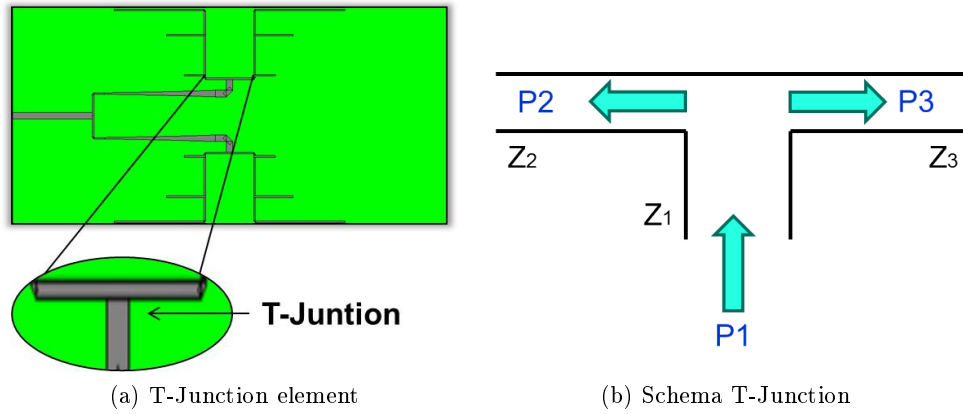 P2
P3
Z2
Z3
Z1
T-Juntion
P1
(a) T-Junction element
(b) Schema T-Junction